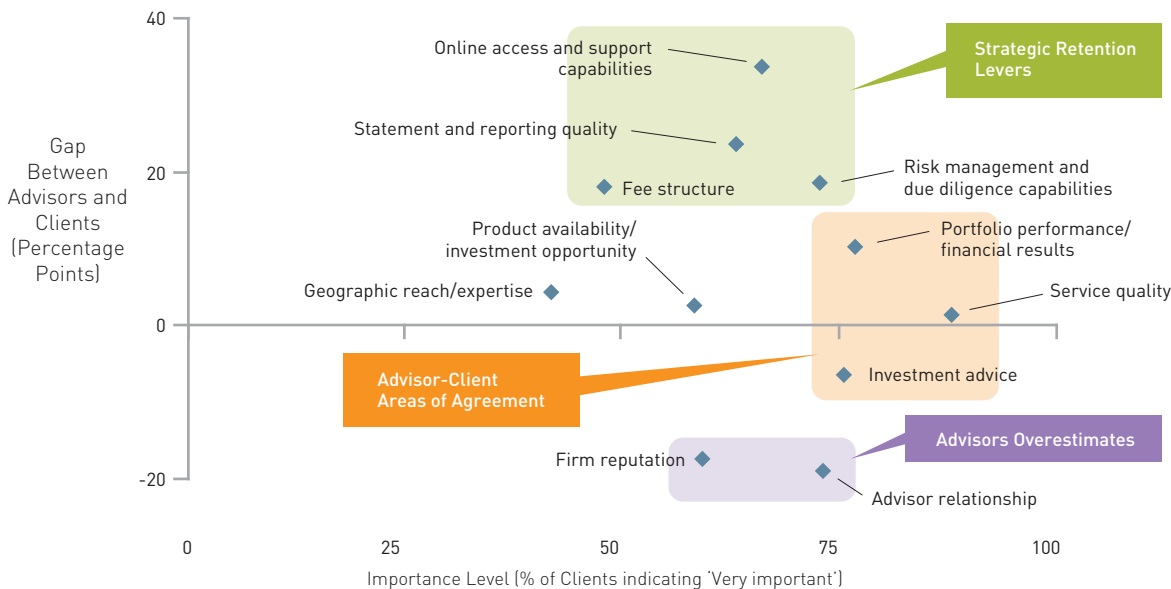 40
Online access and support
capabilities
Strategic Retention
Levers
Statement and reporting quality
Gap
Between
Advisors and
Clients
(Percentage
Points)
20
Fee structure
Risk management and
due diligence capabilities
Product availability/
investment opportunity
Portfolio performance/
financial results
Geographic reach/expertise
Service quality
0
Advisor-Client
Areas of Agreement
Investment advice
Advisors Overestimates
Firm reputation
-20
Advisor relationship
0 25 50 75 100
Importance Level (% of Clients indicating ‘Very important’)